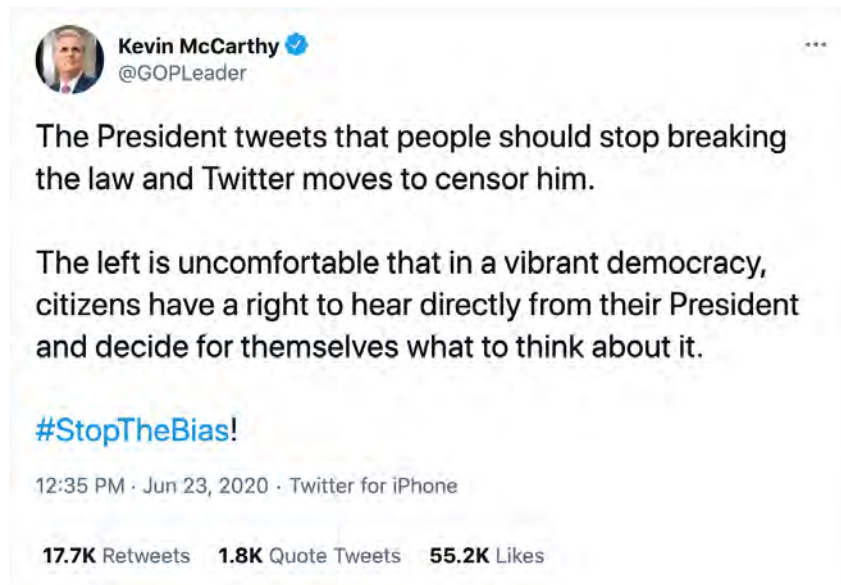 Kevin McCarthy
@GOPLeader
The President tweets that people should stop breaking
the law and Twitter moves to censor him.
The left is uncomfortable that in a vibrant democracy,
citizens have a right to hear directly from their President
and decide for themselves what to think about it.
#StopTheBias!
12:35 PM · Jun 23, 2020 · Twitter for iPhone
17.7K Retweets 1.8K Quote Tweets 55.2K Likes